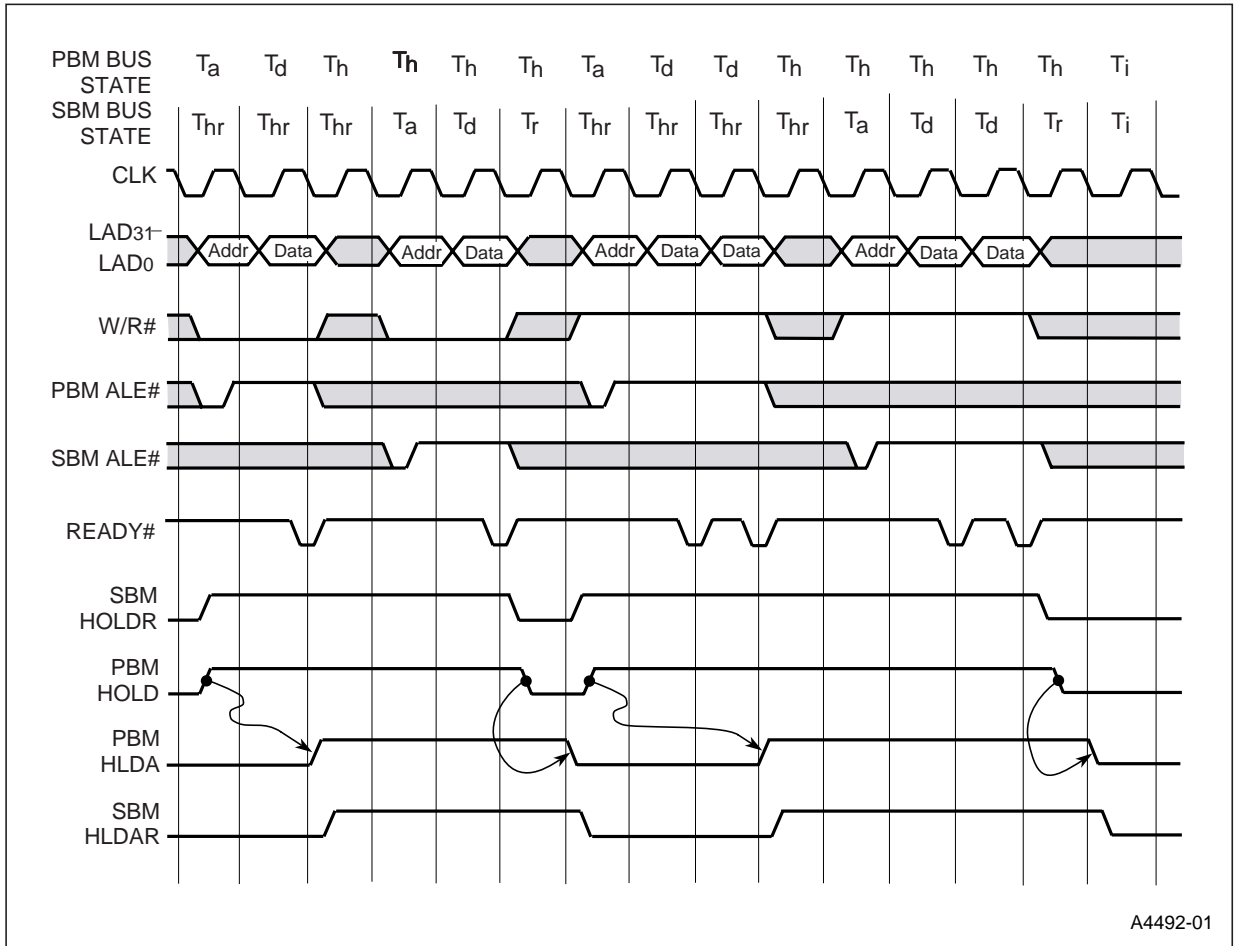 PBM BUS STATE Ta Td Th Th Th Th Ta Td Td Th Th Th Th Th Ti
SBM BUS STATE Thr Thr Thr Ta Td Tr Thr Thr Thr Thr Ta Td Td Tr Ti
CLK
LAD31–
LAD0
Addr Data Addr Data Addr Data Data Addr Data Data
W/R#
PBM ALE#
SBM ALE#
READY#
SBM
HOLDR
PBM
HOLD
PBM
HLDA
SBM
HLDAR
A4492-01